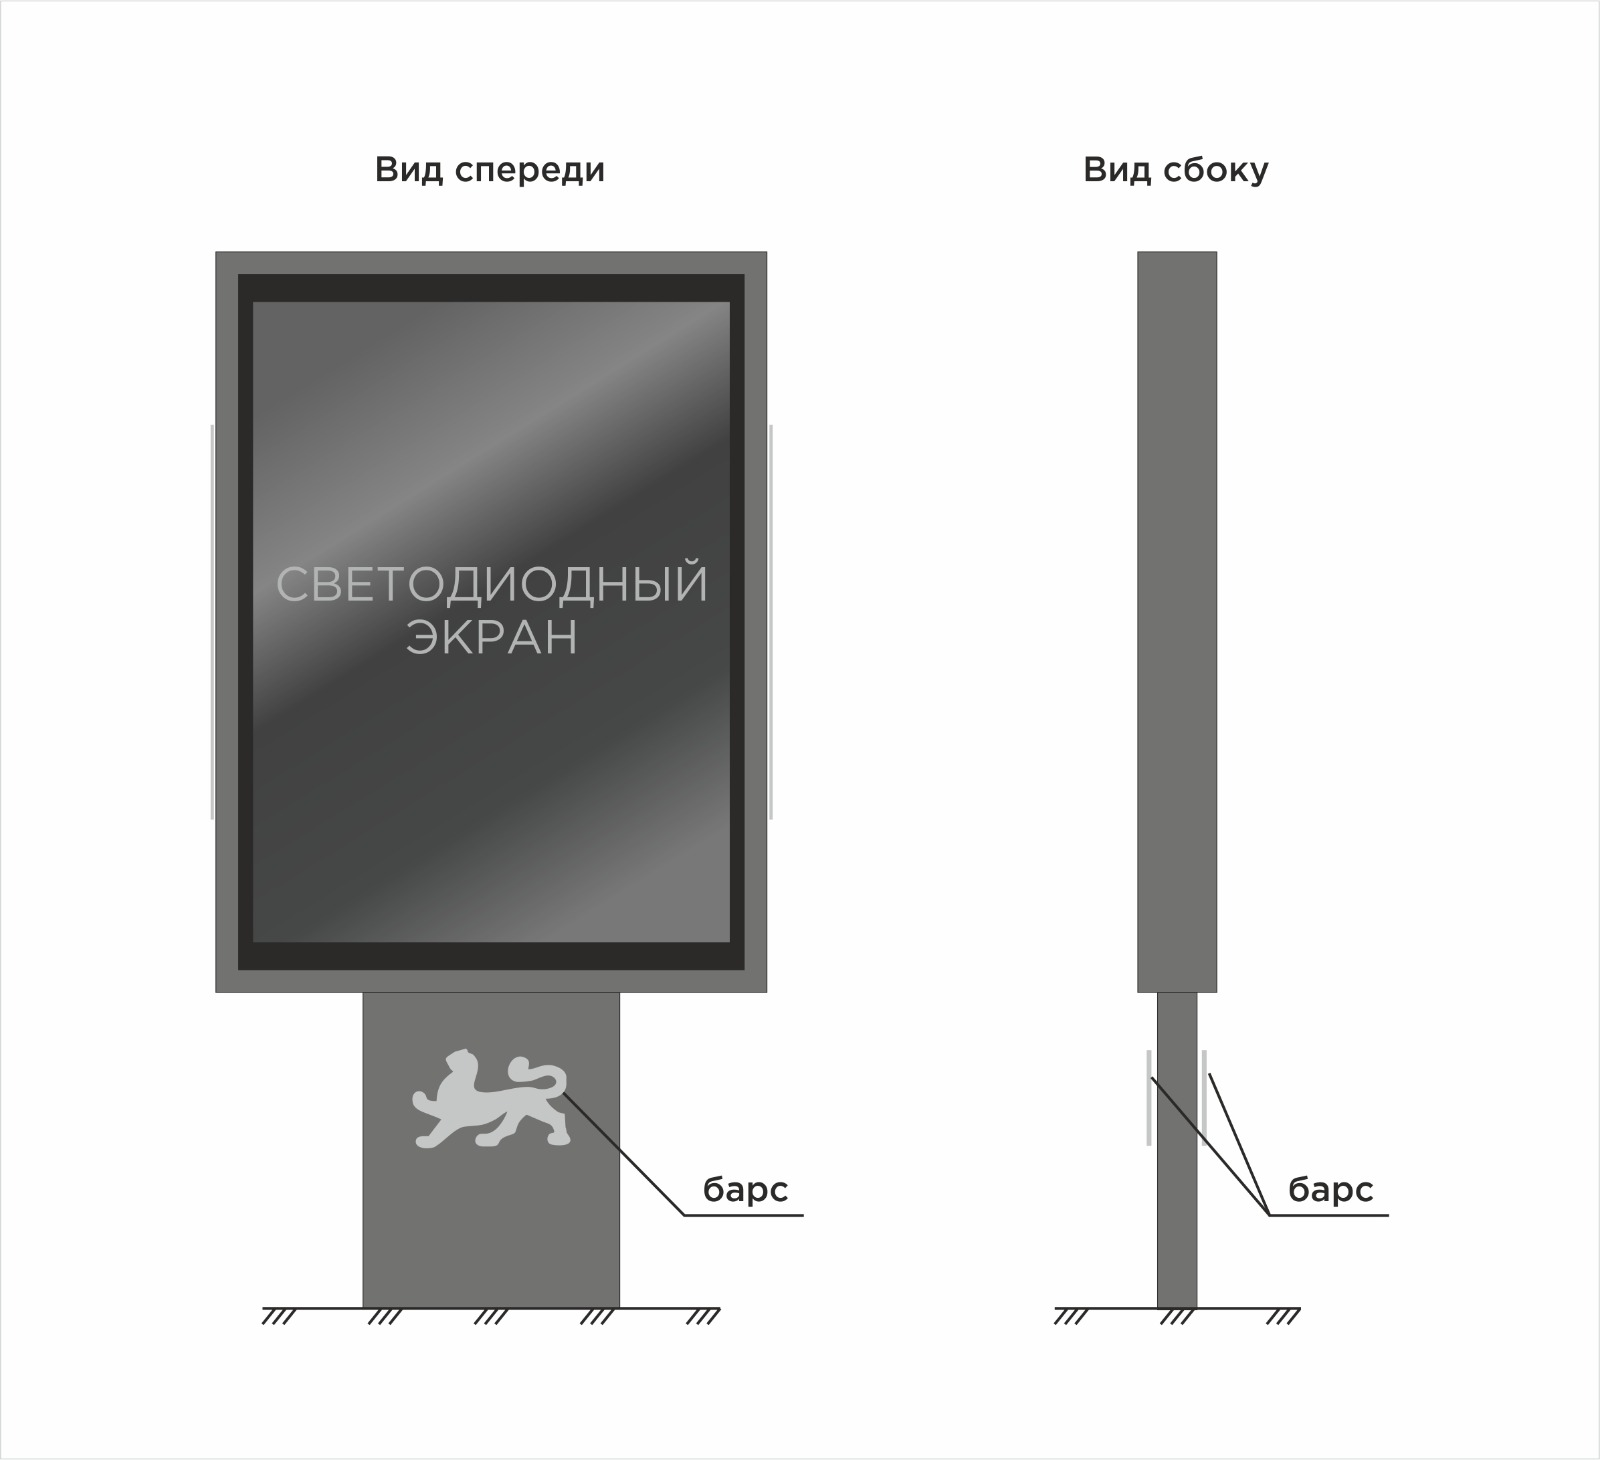 Вид спереди
Вид сбоку
СВЕТОДИОДНЫЙ
ЭКРАН
барс
барс